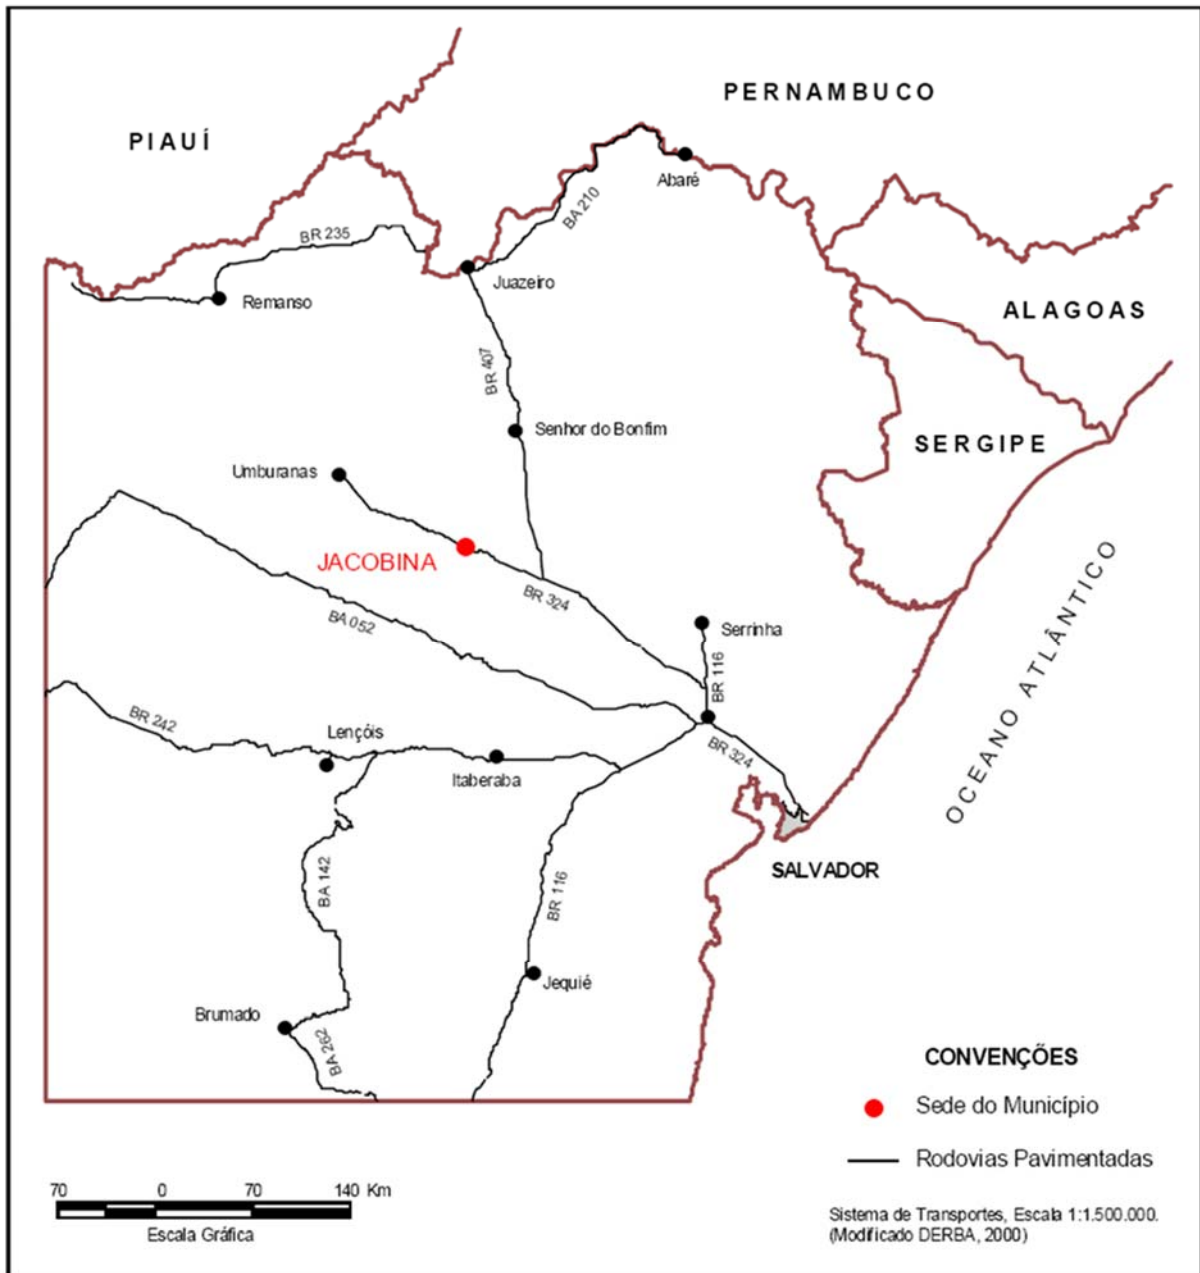 PERNAMBUCO
PIAUÍ
Abaré
BA 210
BR 235
Juazeiro
Remanso
ALAGOAS
BR 407
Senhor do Bonfim
SERGIPE
Umburanas
JACOBINA
BR 324
BA 052
Serrinha
BR 116
OCEANO ATLÂNTICO
BR 242
Lençóis
BR 324
Itaberaba
SALVADOR
BA 142
BR 116
Jequié
Brumado
BA 262
CONVENÇÕES
Sede do Município
Rodovias Pavimentadas
70 0 70 140 Km
Escala Gráfica
Sistema de Transportes, Escala 1:1.500.000.
(Modificado DERBA, 2000)